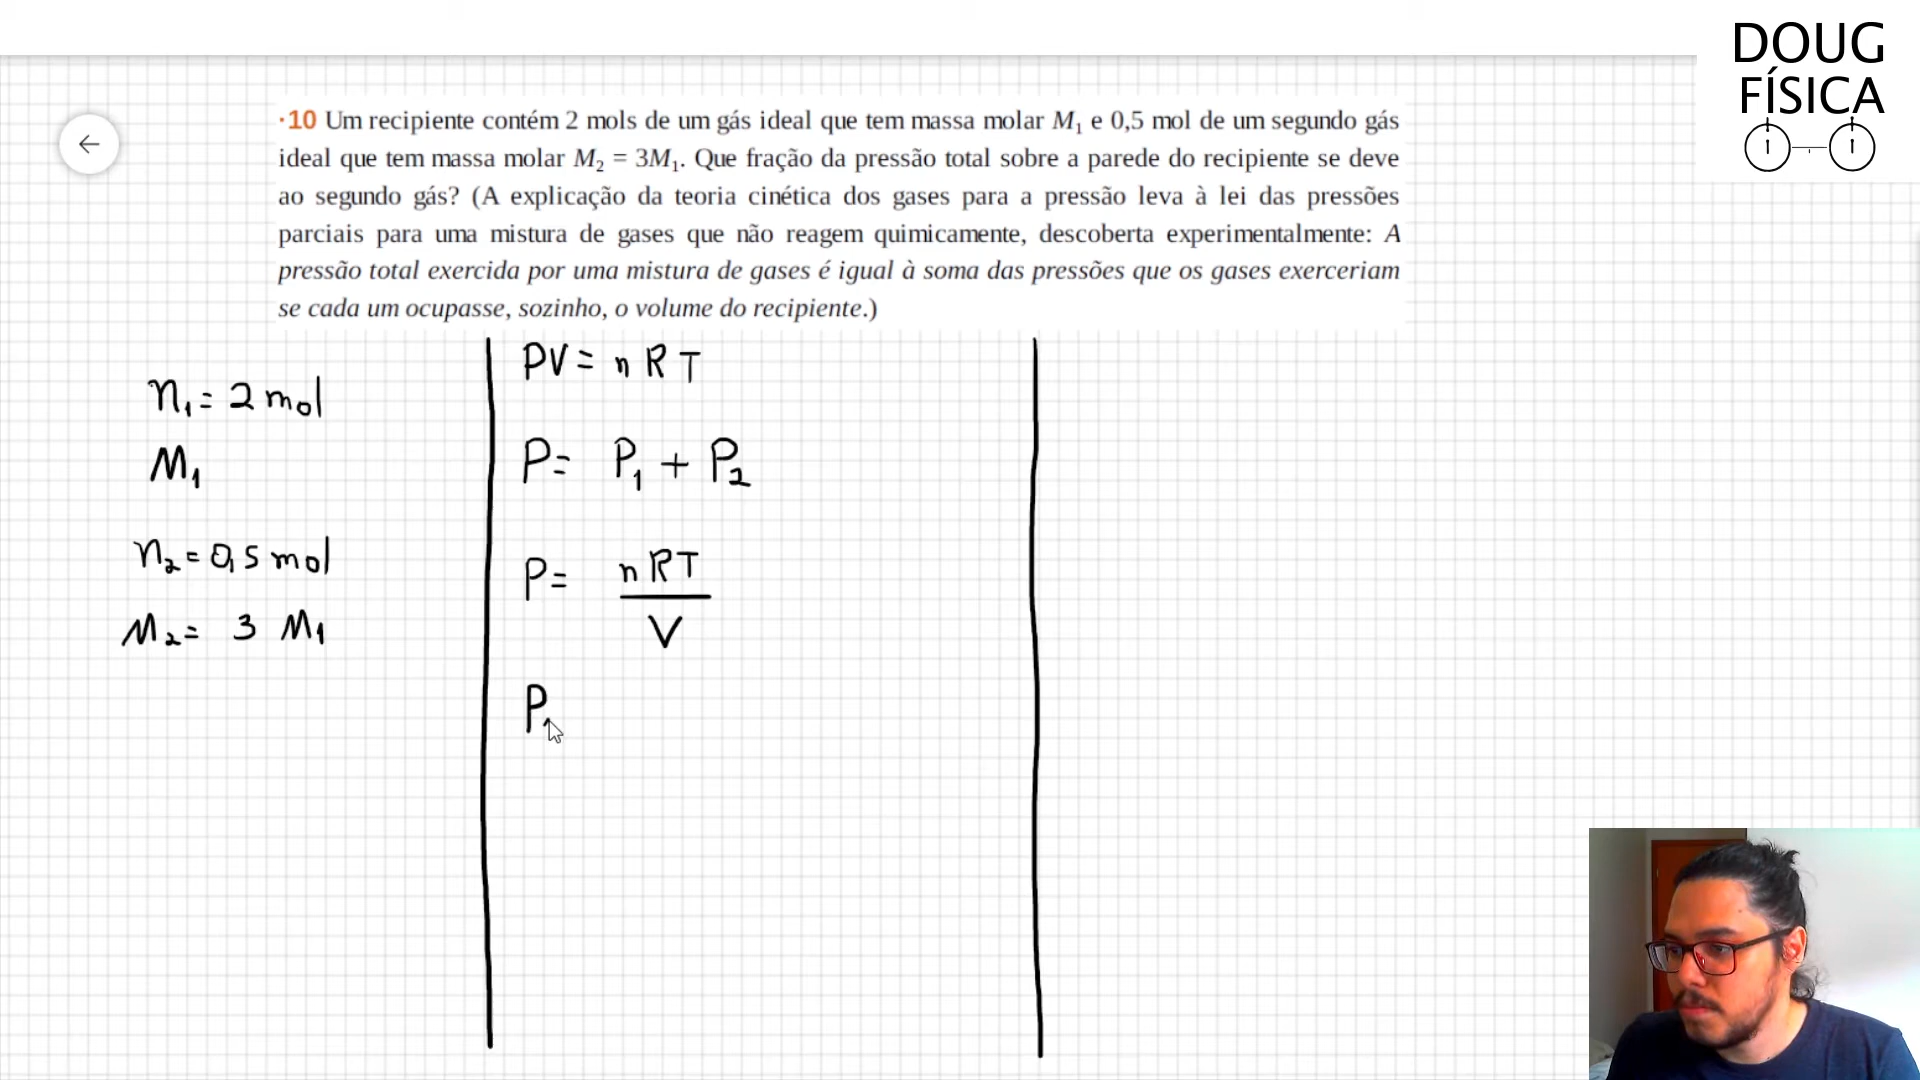 DOUG
FÍSICA
·10 Um recipiente contém 2 mols de um gás ideal que tem massa molar M₁ e 0,5 mol de um segundo gás
ideal que tem massa molar M₂ = 3M₁. Que fração da pressão total sobre a parede do recipiente se deve
ao segundo gás? (A explicação da teoria cinética dos gases para a pressão leva à lei das pressões
parciais para uma mistura de gases que não reagem quimicamente, descoberta experimentalmente: A
pressão total exercida por uma mistura de gases é igual à soma das pressões que os gases exerceriam
se cada um ocupasse, sozinho, o volume do recipiente.)
n₁ = 2 mol
M₁
n₂ = 0,5 mol
M₂ = 3 M₁
PV = nRT
P = P₁ + P₂
P = nRT
V
P